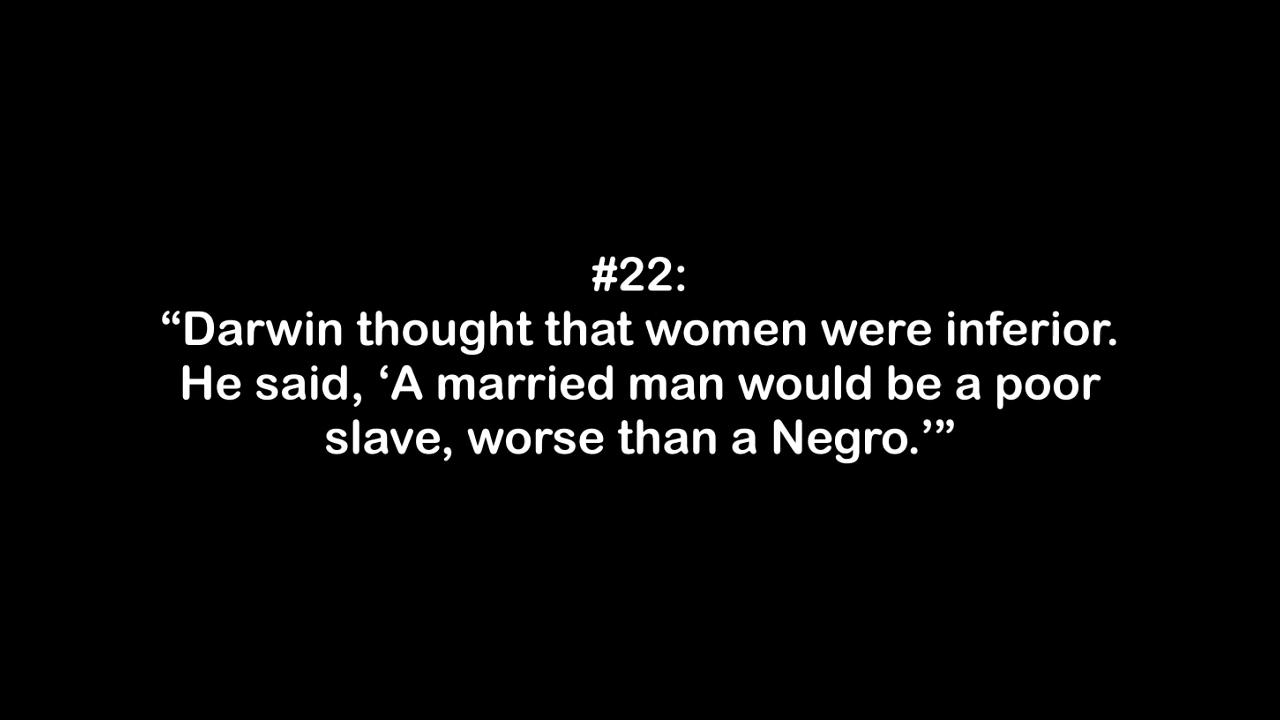 #22:
“Darwin thought that women were inferior.
He said, ‘A married man would be a poor
slave, worse than a Negro.’”